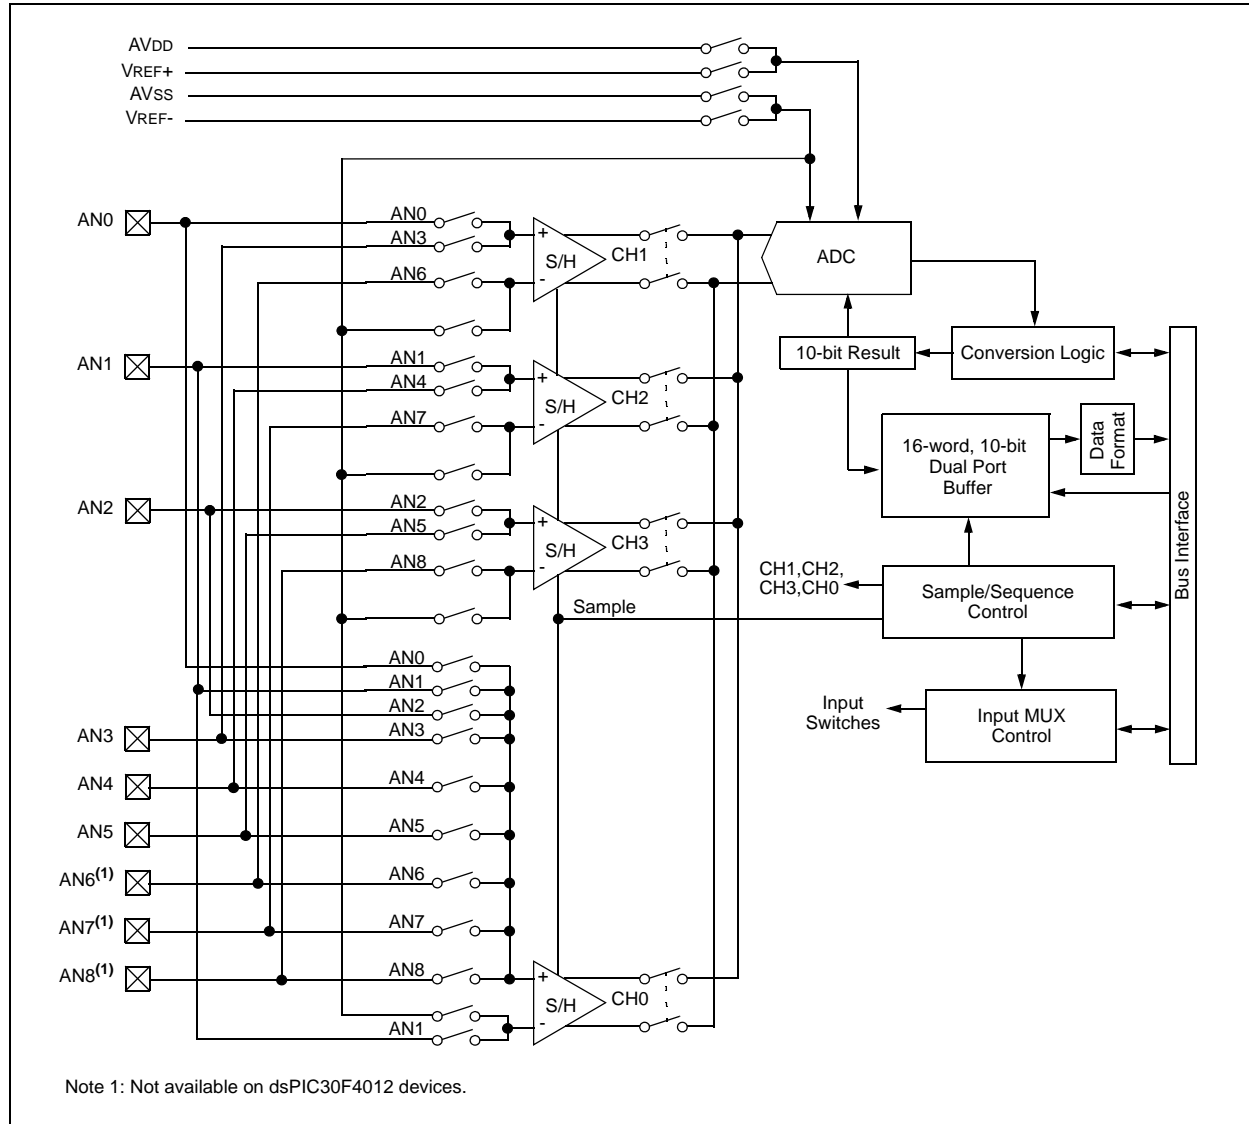 AVDD
VREF+
AVSS
VREF-
AN0
AN0
AN3
AN6
+
-
S/H
CH1
ADC
10-bit Result
Conversion Logic
AN1
AN1
AN4
AN7
+
-
S/H
CH2
16-word, 10-bit
Dual Port
Buffer
Data
Format
Bus Interface
AN2
AN2
AN5
AN8
+
-
S/H
CH3
CH1,CH2,
CH3,CH0
Sample/Sequence
Control
Sample
AN0
AN1
AN2
AN3
AN3
Input
Switches
Input MUX
Control
AN4
AN4
AN5
AN5
AN6(1)
AN6
AN7(1)
AN7
AN8(1)
AN8
AN1
+
-
S/H
CH0
Note 1: Not available on dsPIC30F4012 devices.